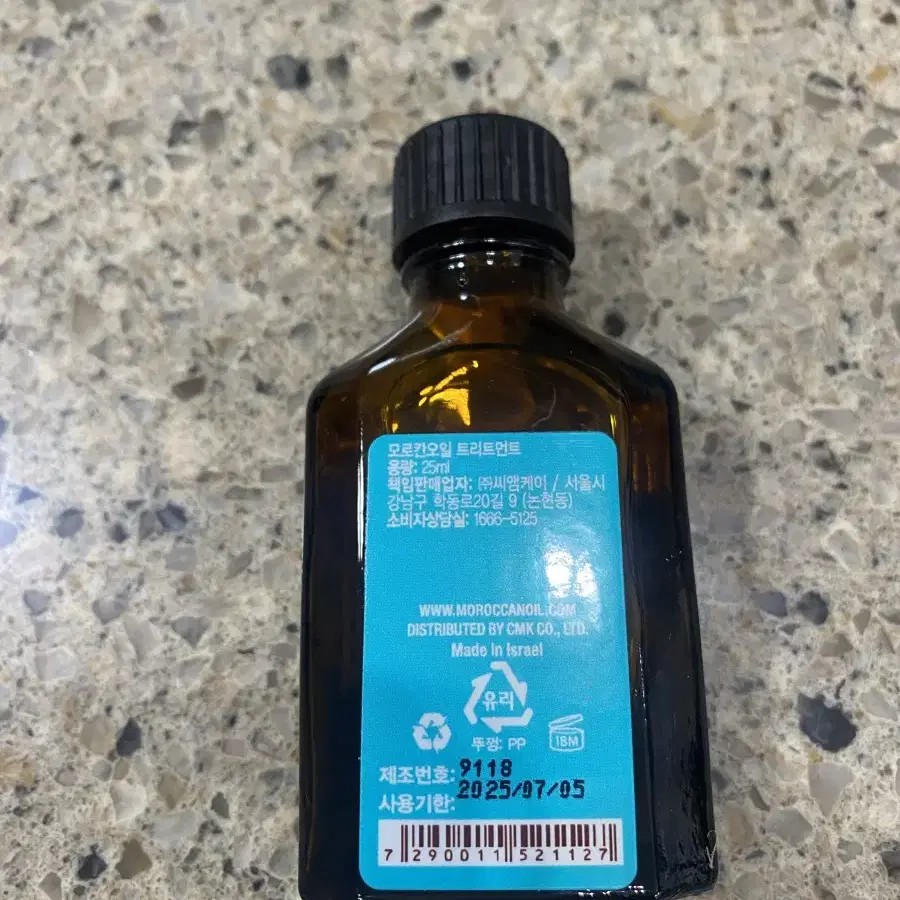 모로칸오일 트리트먼트
용량: 25ml
책임판매업자: ㈜씨앰케이 / 서울시
강남구 학동로20길 9 (논현동)
소비자상담실: 1666-5125
WWW.MOROCCANOIL.COM
DISTRIBUTED BY CMK CO., LTD.
Made In Israel
유리
뚜껑: PP
18M
제조번호: 9118
사용기한: 2025/07/05
7 290011 521127